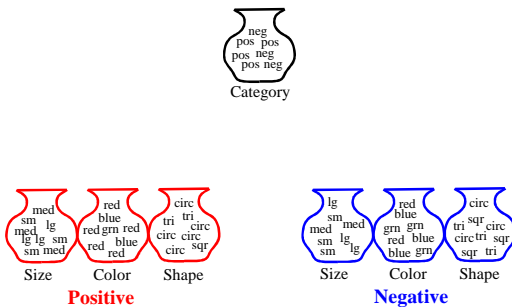 neg
pos pos
pos neg
pos neg
Category
med
sm lg
med
lg lg sm
sm med
Size
red
blue
red grn red
blue
red
red
Color
circ
tri tri
circ
circ circ
circ sqr
Shape
Positive
lg
sm
med med
sm lg
sm lg
Size
red
blue
grn grn
red blue
blue grn
Color
circ
sqr
tri circ
circ tri sqr
sqr tri
Shape
Negative